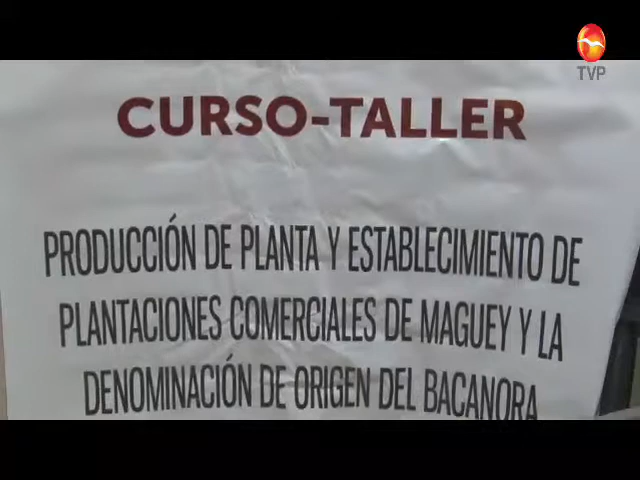 TVP
CURSO-TALLER
PRODUCCIÓN DE PLANTA Y ESTABLECIMIENTO DE
PLANTACIONES COMERCIALES DE MAGUEY Y LA
DENOMINACIÓN DE ORIGEN DEL BACANORA